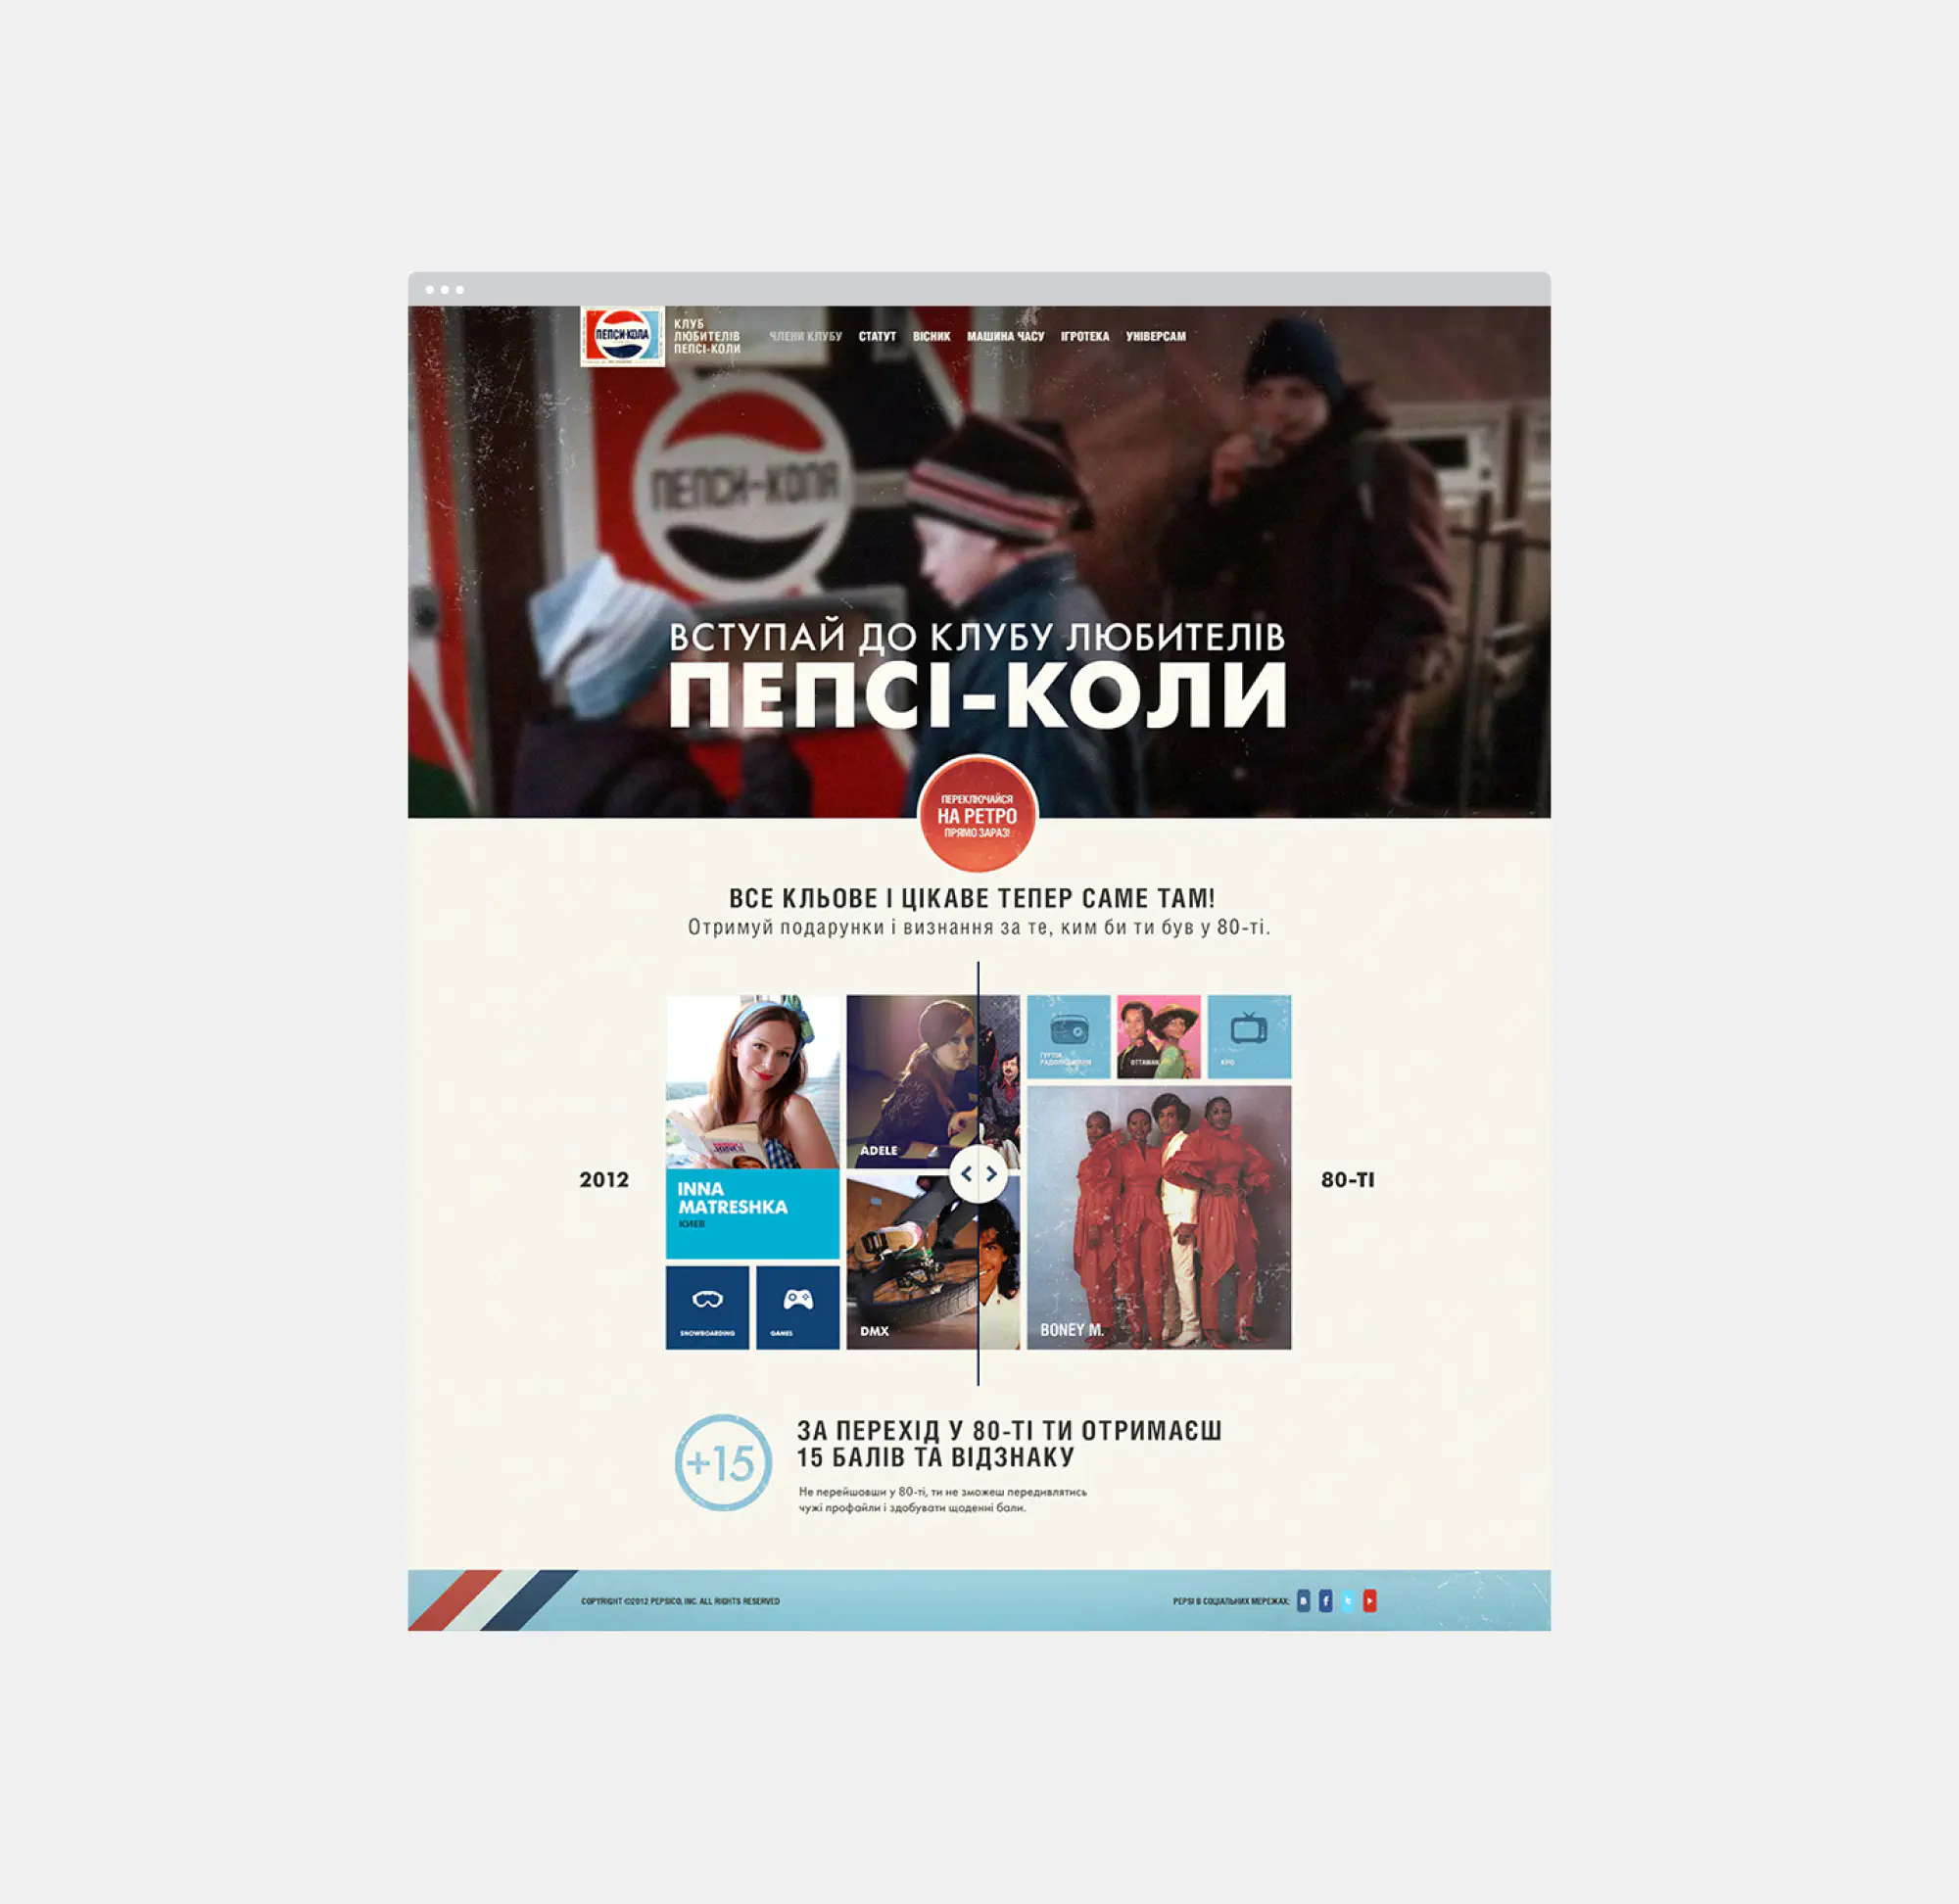 ПЕПСИ-КОЛА
КЛУБ
ЛЮБИТЕЛІВ
ПЕПСІ-КОЛИ
ЧЛЕНИ КЛУБУ СТАТУТ ВІСНИК МАШИНА ЧАСУ ІГРОТЕКА УНІВЕРСАМ
ПЕПСИ-КОЛА
ВСТУПАЙ ДО КЛУБУ ЛЮБИТЕЛІВ
ПЕПСІ-КОЛИ
ПЕРЕКЛЮЧАЙСЯ
НА РЕТРО
ПРЯМО ЗАРАЗ!
ВСЕ КЛЬОВЕ І ЦІКАВЕ ТЕПЕР САМЕ ТАМ!
Отримуй подарунки і визнання за те, ким би ти був у 80-ті.
ГУРТОК
OTTAWAN
КІНО
ADELE
2012
80-ТІ
INNA
MATRESHKA
КИЕВ
SNOWBOARDING
GAMES
DMX
BONEY M.
+15
ЗА ПЕРЕХІД У 80-ТІ ТИ ОТРИМАЄШ
15 БАЛІВ ТА ВІДЗНАКУ
Не перейшовши у 80-ті, ти не зможеш передивлятись
чужі профайли і здобувати щоденні бали.
COPYRIGHT ©2012 PEPSICO, INC. ALL RIGHTS RESERVED
PEPSI В СОЦІАЛЬНИХ МЕРЕЖАХ: